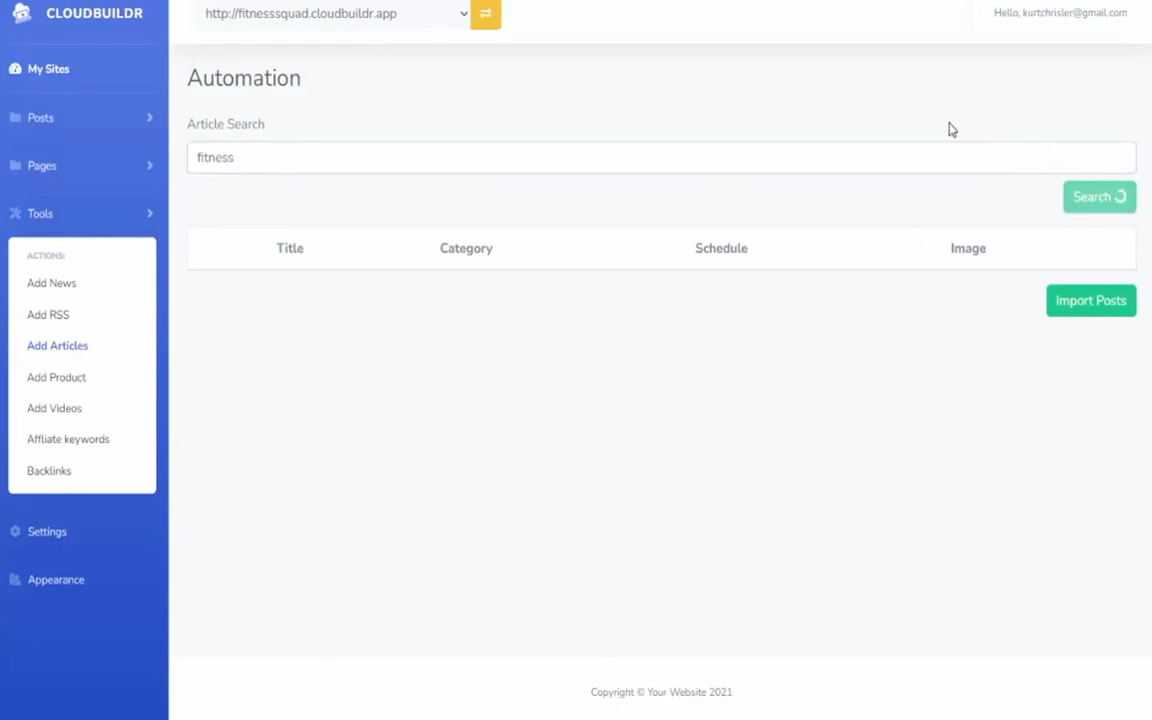 CLOUDBUILDR
http://fitnesssquad.cloudbuildr.app
Hello, kurtchrisler@gmail.com
My Sites
Posts
Pages
Tools
ACTIONS:
Add News
Add RSS
Add Articles
Add Product
Add Videos
Affliate keywords
Backlinks
Settings
Appearance
Automation
Article Search
fitness
Search
Title Category Schedule Image
Import Posts
Copyright © Your Website 2021